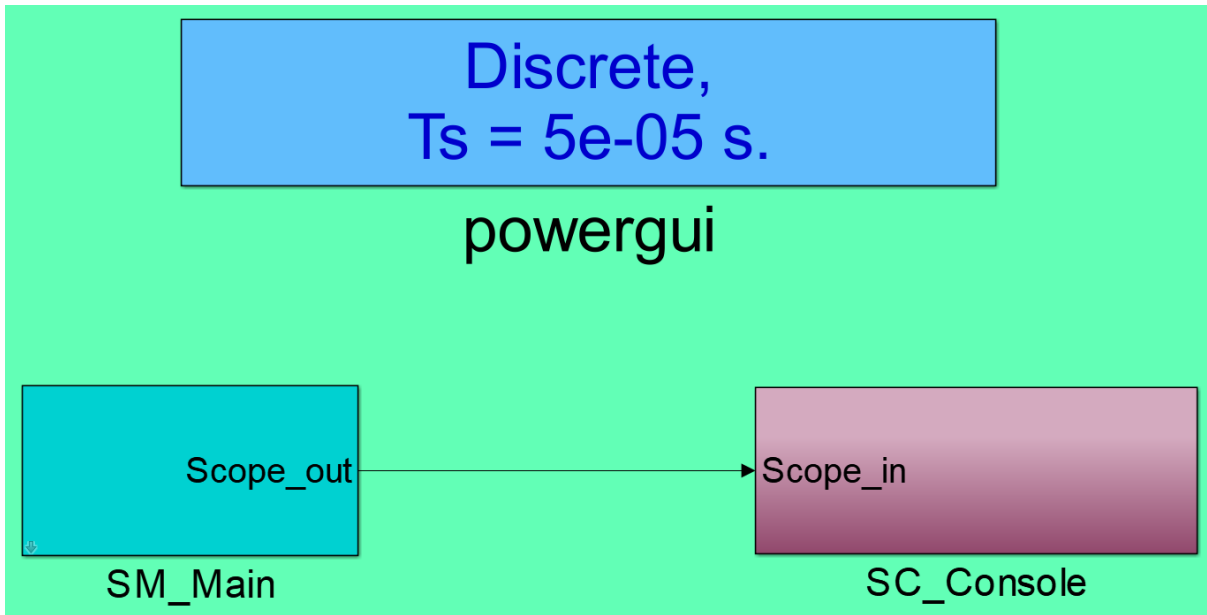 Discrete,
Ts = 5e-05 s.
powergui
Scope_out
Scope_in
SM_Main
SC_Console